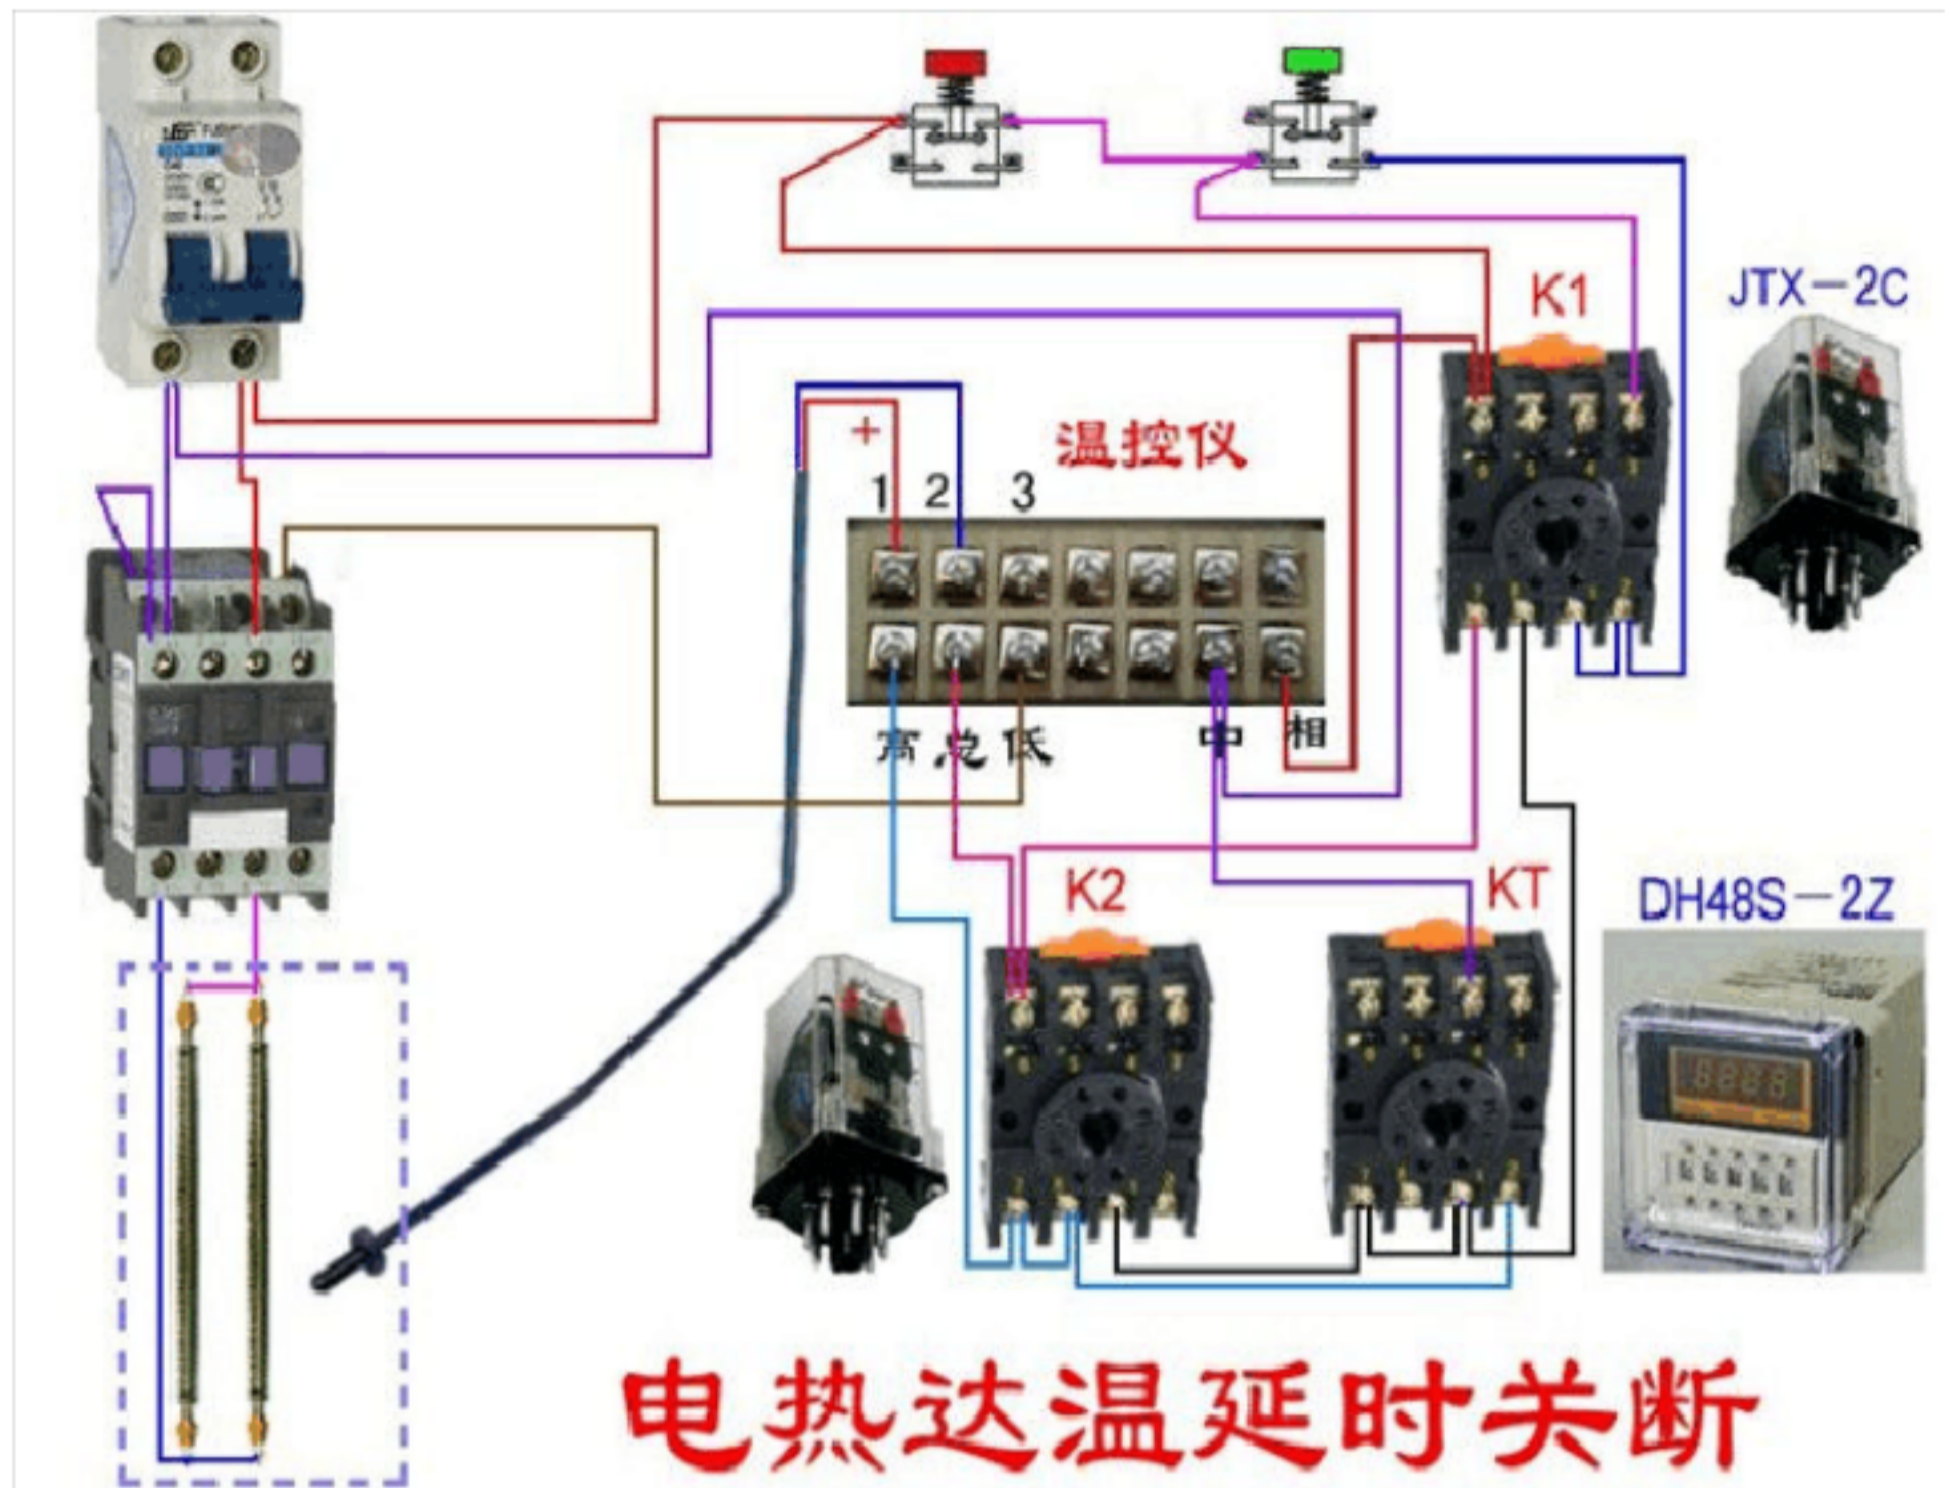 K1
JTX-2C
+
温控仪
1 2 3
高 总 低 中 相
K2
KT
DH48S-2Z
电热达温延时关断